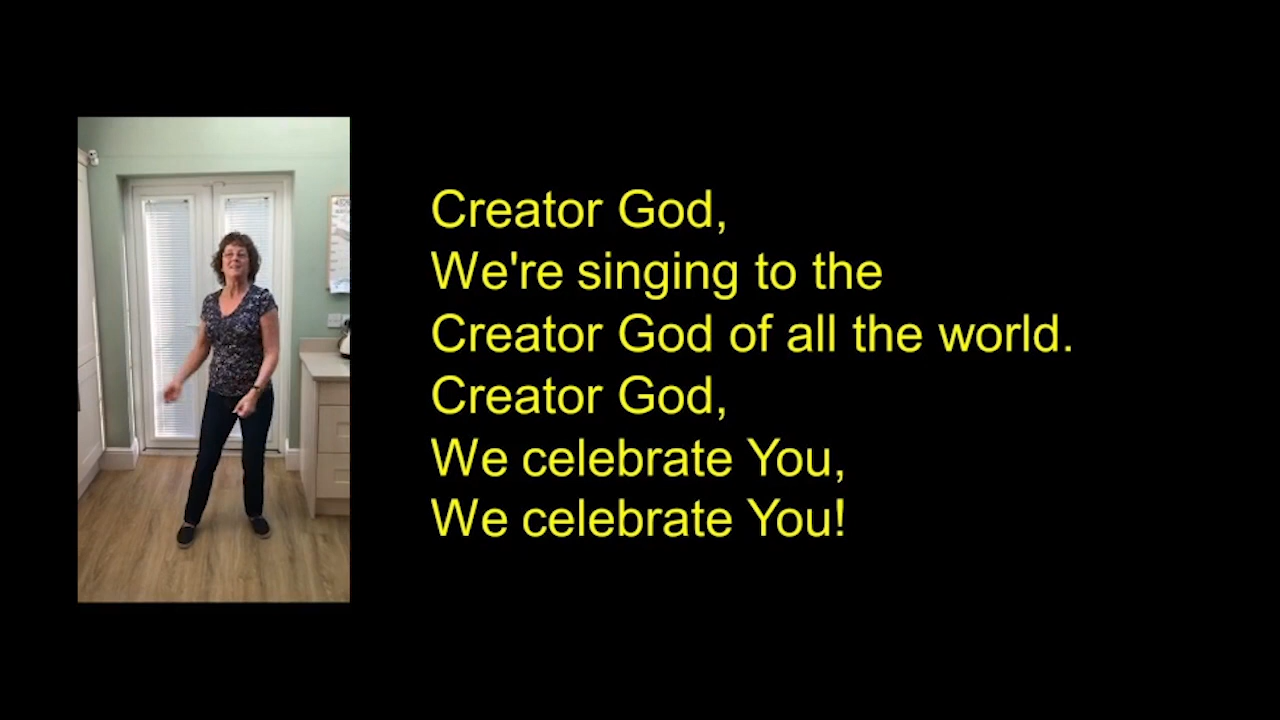 Creator God,
We're singing to the
Creator God of all the world.
Creator God,
We celebrate You,
We celebrate You!